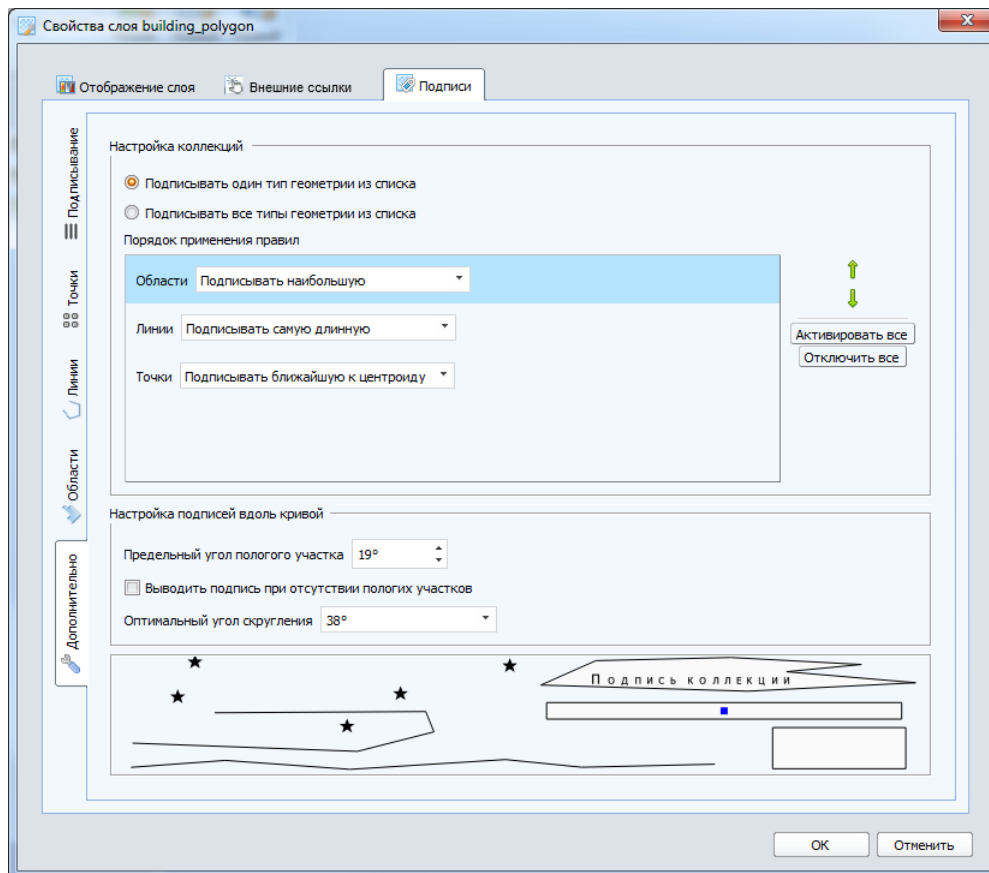 Свойства слоя building_polygon
Отображение слоя
Внешние ссылки
Подписи
Подписывание
Точки
Линии
Области
Дополнительно
Настройка коллекций
Подписывать один тип геометрии из списка
Подписывать все типы геометрии из списка
Порядок применения правил
Области Подписывать наибольшую
Линии Подписывать самую длинную
Точки Подписывать ближайшую к центроиду
Активировать все
Отключить все
Настройка подписей вдоль кривой
Предельный угол пологого участка 19°
Выводить подпись при отсутствии пологих участков
Оптимальный угол скругления 38°
Подпись коллекции
OK
Отменить